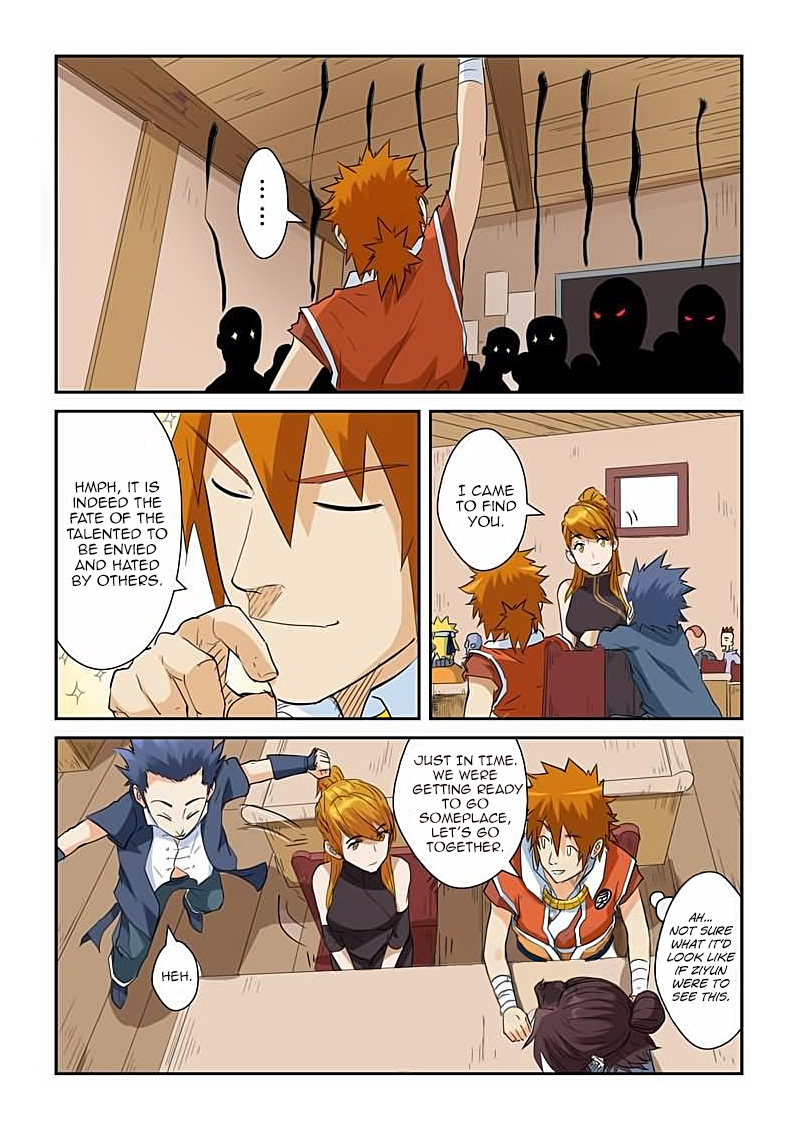 ......
HMPH, IT IS
INDEED THE
FATE OF THE
TALENTED TO
BE ENVIED
AND HATED
BY OTHERS.
I CAME
TO FIND
YOU.
JUST IN TIME.
WE WERE
GETTING READY
TO GO
SOMEPLACE,
LET'S GO
TOGETHER.
HEH.
AH...
NOT SURE
WHAT IT'D
LOOK LIKE
IF ZIYUN
WERE TO
SEE THIS.